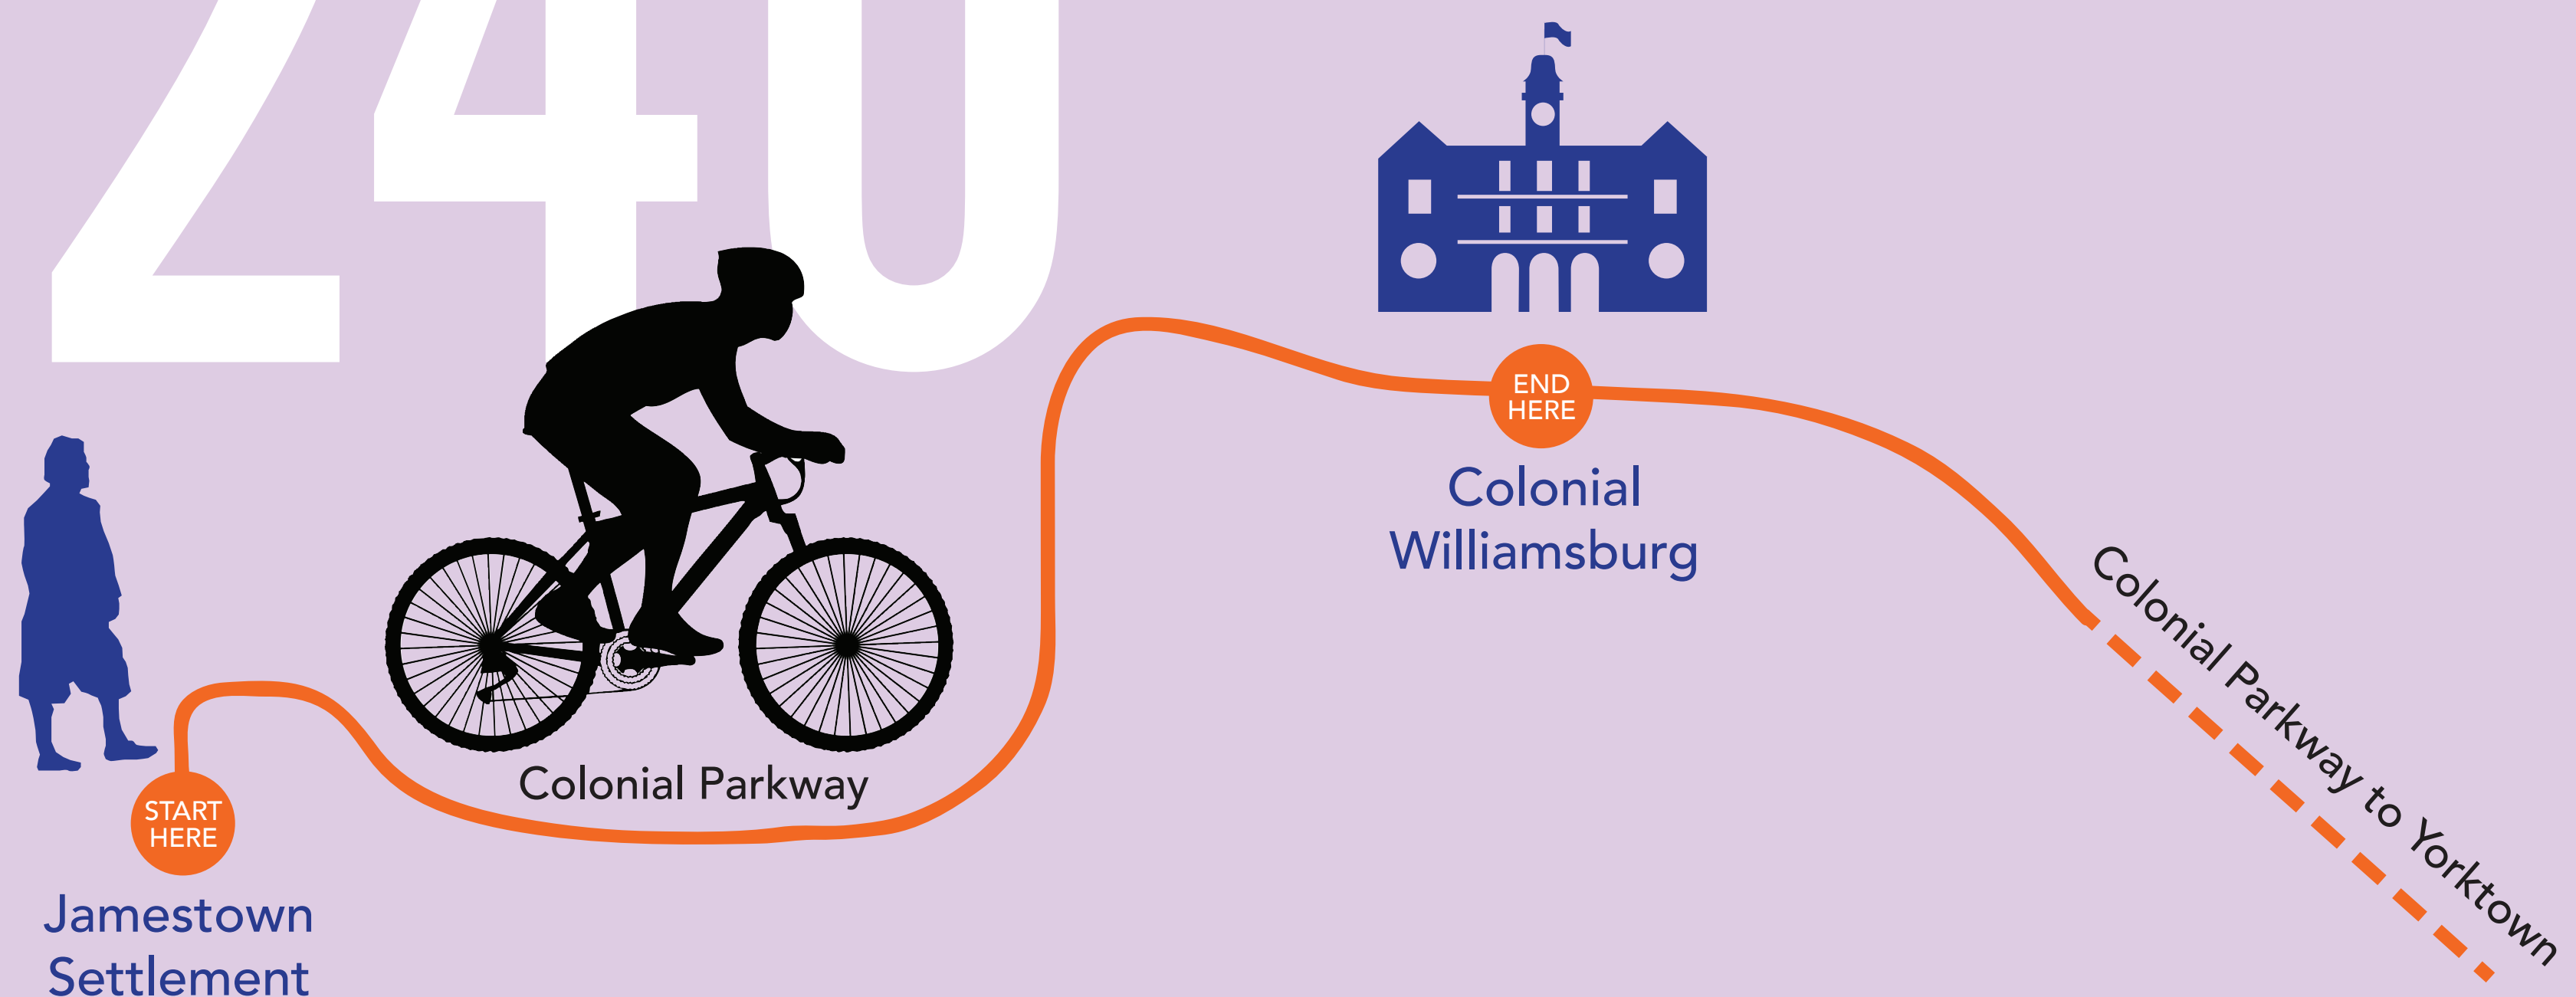 240
END
HERE
Colonial
Williamsburg
Colonial Parkway to Yorktown
Colonial Parkway
START
HERE
Jamestown
Settlement